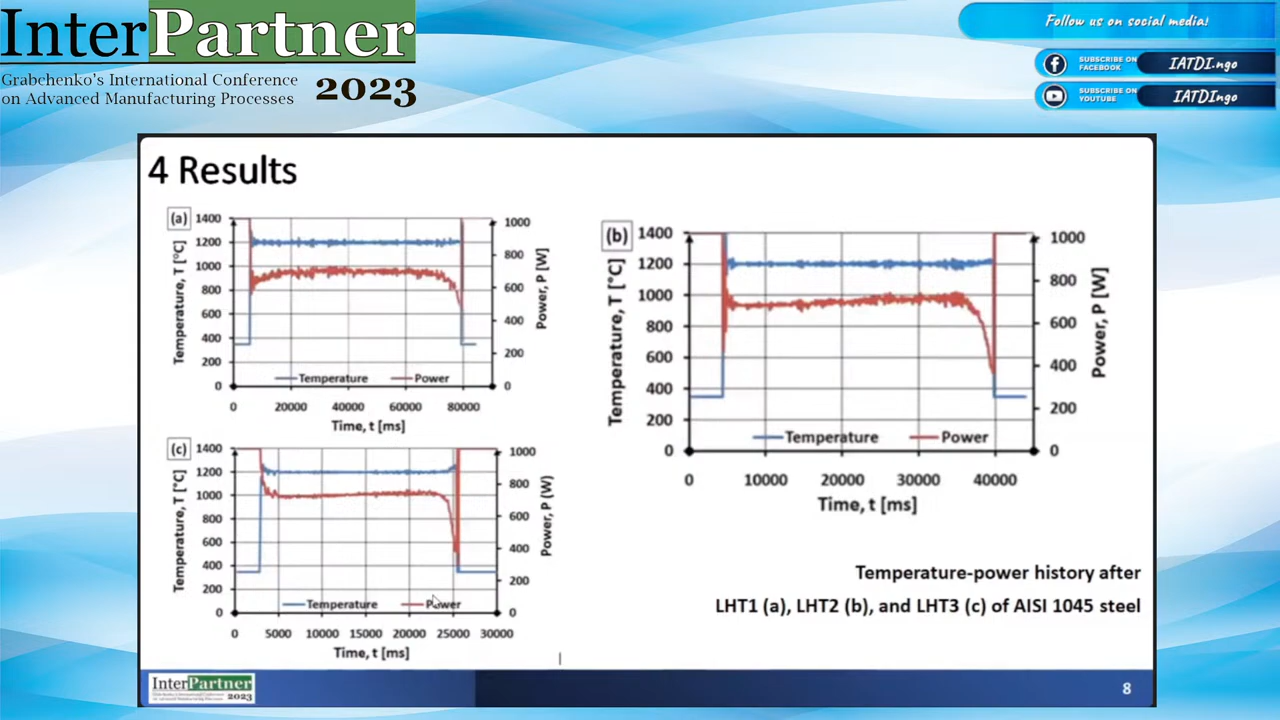 InterPartner
Grabchenko's International Conference
on Advanced Manufacturing Processes
2023
Follow us on social media!
SUBSCRIBE ON
FACEBOOK
IATDI.ngo
SUBSCRIBE ON
YOUTUBE
IATDIngo
4 Results
(a)
Temperature, T [°C]
1400
1200
1000
800
600
400
200
0
1000
800
600
400
200
0
Power, P [W]
Temperature
Power
0 20000 40000 60000 80000
Time, t [ms]
(b)
Temperature, T [°C]
1400
1200
1000
800
600
400
200
0
1000
800
600
400
200
0
Power, P [W]
Temperature
Power
0 10000 20000 30000 40000
Time, t [ms]
(c)
Temperature, T [°C]
1400
1200
1000
800
600
400
200
0
1000
800
600
400
200
0
Power, P (W)
Temperature
Power
0 5000 10000 15000 20000 25000 30000
Time, t [ms]
Temperature-power history after
LHT1 (a), LHT2 (b), and LHT3 (c) of AISI 1045 steel
InterPartner
2023
8